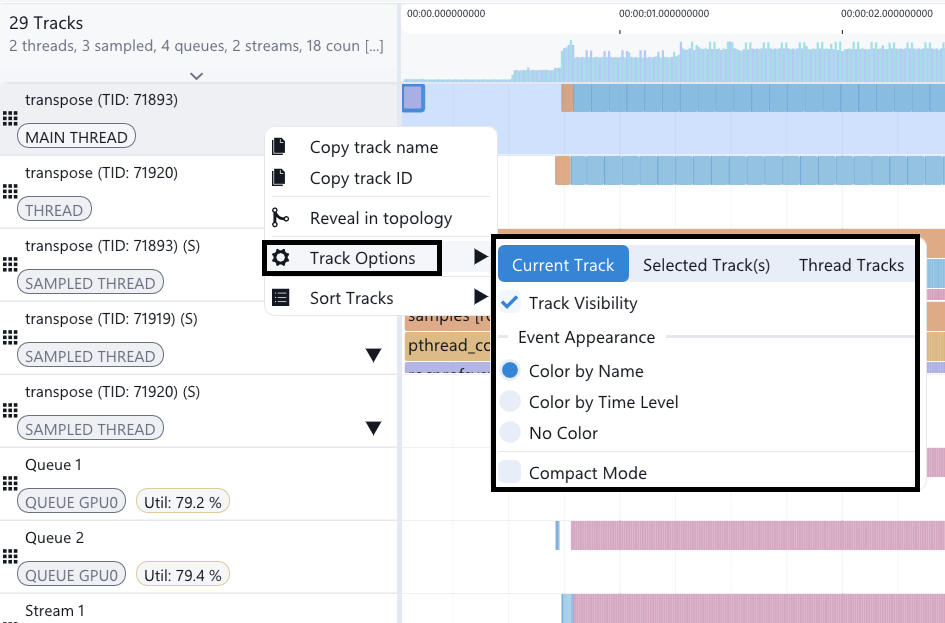 29 Tracks
2 threads, 3 sampled, 4 queues, 2 streams, 18 coun [...]
00:00.000000000
00:00:01.000000000
00:00:02.000000000
transpose (TID: 71893)
MAIN THREAD
transpose (TID: 71920)
THREAD
transpose (TID: 71893) (S)
SAMPLED THREAD
transpose (TID: 71919) (S)
SAMPLED THREAD
transpose (TID: 71920) (S)
SAMPLED THREAD
Queue 1
QUEUE GPU0
Util: 79.2 %
Queue 2
QUEUE GPU0
Util: 79.4 %
Stream 1
Copy track name
Copy track ID
Reveal in topology
Track Options
Sort Tracks
samples [ro
pthread_cc
Current Track
Selected Track(s)
Thread Tracks
Track Visibility
Event Appearance
Color by Name
Color by Time Level
No Color
Compact Mode